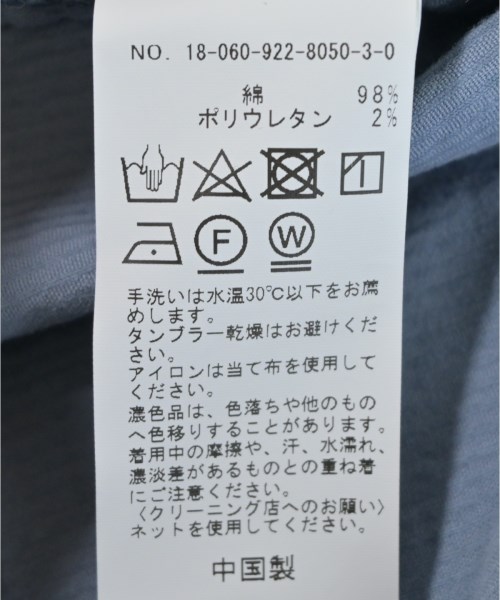 NO. 18-060-922-8050-3-0
綿 98%
ポリウレタン 2%
F W
手洗いは水温30℃以下をお薦
めします。
タンブラー乾燥はお避けくだ
さい。
アイロンは当て布を使用して
ください。
濃色品は、色落ちや他のもの
へ色移りすることがあります。
着用中の摩擦や、汗、水濡れ、
濃淡差があるものとの重ね着
にご注意ください。
〈クリーニング店へのお願い〉
ネットを使用してください。
中国製